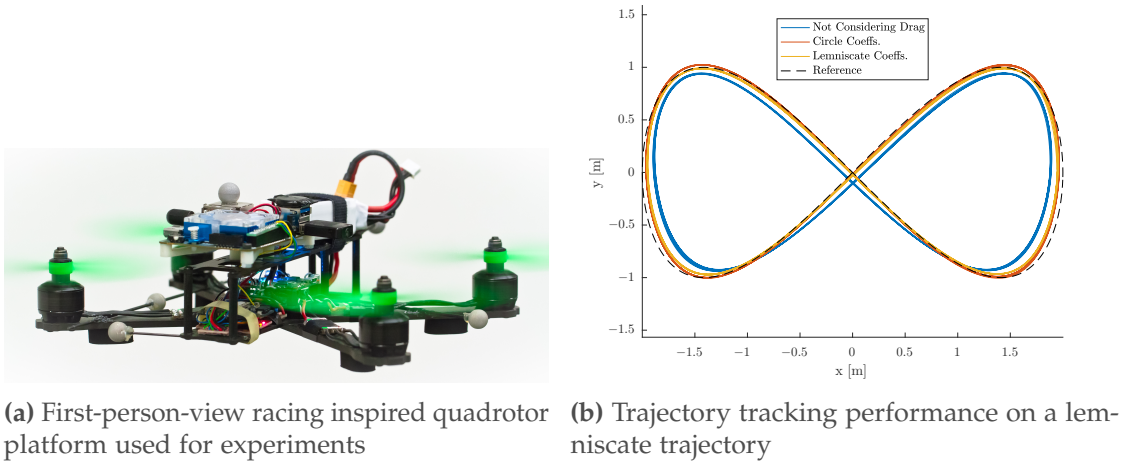 1.5
1
0.5
0
−0.5
−1
−1.5
y [m]
Not Considering Drag
Circle Coeffs.
Lemniscate Coeffs.
Reference
−1.5 −1 −0.5 0 0.5 1 1.5
x [m]
(a) First-person-view racing inspired quadrotor
platform used for experiments
(b) Trajectory tracking performance on a lem-
niscate trajectory